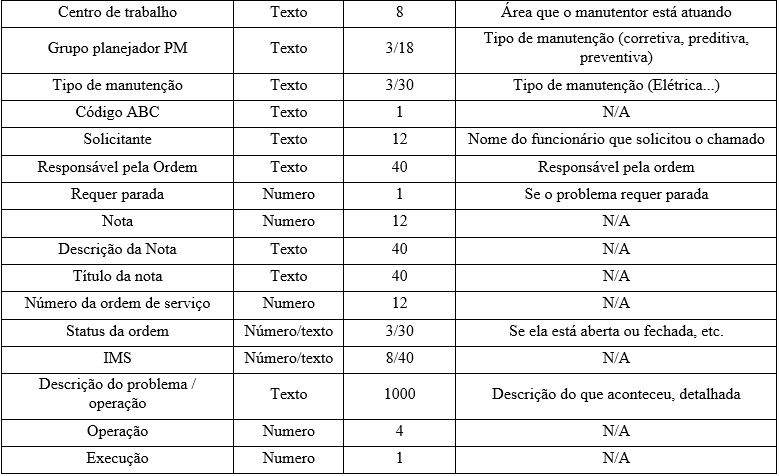 Centro de trabalho Texto 8 Área que o manutentor está atuando
Grupo planejador PM Texto 3/18 Tipo de manutenção (corretiva, preditiva,
preventiva)
Tipo de manutenção Texto 3/30 Tipo de manutenção (Elétrica...)
Código ABC Texto 1 N/A
Solicitante Texto 12 Nome do funcionário que solicitou o chamado
Responsável pela Ordem Texto 40 Responsável pela ordem
Requer parada Numero 1 Se o problema requer parada
Nota Numero 12 N/A
Descrição da Nota Texto 40 N/A
Título da nota Texto 40 N/A
Número da ordem de serviço Numero 12 N/A
Status da ordem Número/texto 3/30 Se ela está aberta ou fechada, etc.
IMS Número/texto 8/40 N/A
Descrição do problema /
operação Texto 1000 Descrição do que aconteceu, detalhada
Operação Numero 4 N/A
Execução Numero 1 N/A